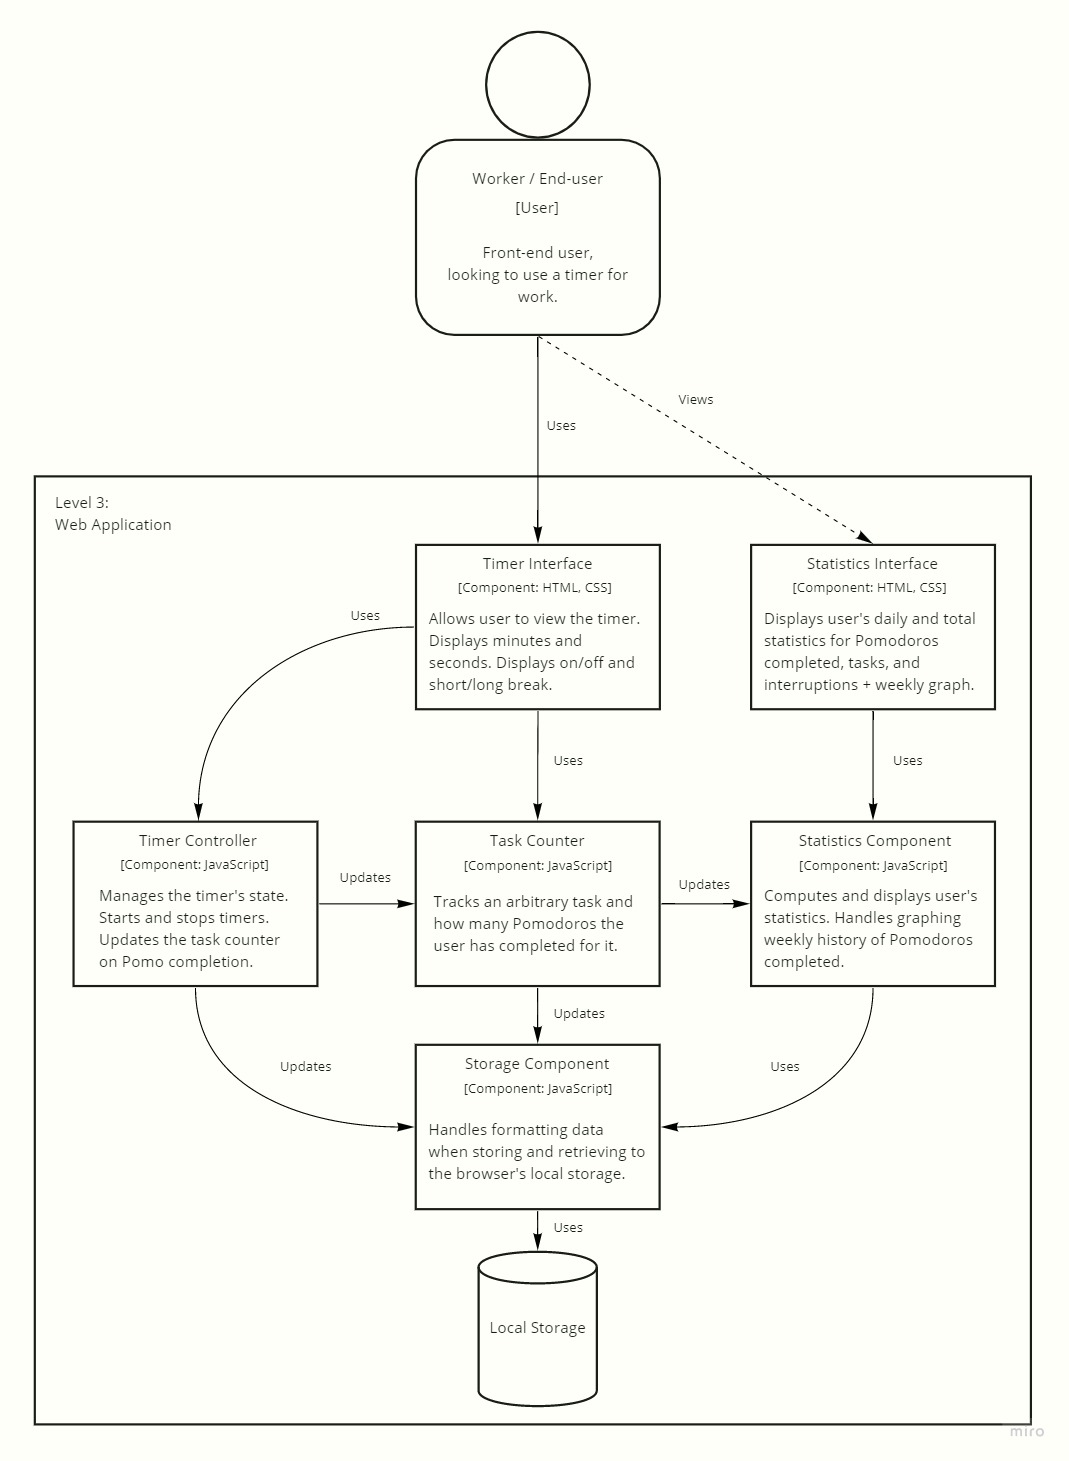 Worker / End-user
[User]
Front-end user,
looking to use a timer for
work.
Views
Uses
Level 3:
Web Application
Timer Interface
[Component: HTML, CSS]
Allows user to view the timer.
Displays minutes and
seconds. Displays on/off and
short/long break.
Statistics Interface
[Component: HTML, CSS]
Displays user's daily and total
statistics for Pomodoros
completed, tasks, and
interruptions + weekly graph.
Uses
Uses
Uses
Timer Controller
[Component: JavaScript]
Manages the timer's state.
Starts and stops timers.
Updates the task counter
on Pomo completion.
Updates
Task Counter
[Component: JavaScript]
Tracks an arbitrary task and
how many Pomodoros the
user has completed for it.
Updates
Statistics Component
[Component: JavaScript]
Computes and displays user's
statistics. Handles graphing
weekly history of Pomodoros
completed.
Updates
Updates
Uses
Storage Component
[Component: JavaScript]
Handles formatting data
when storing and retrieving to
the browser's local storage.
Uses
Local Storage
miro